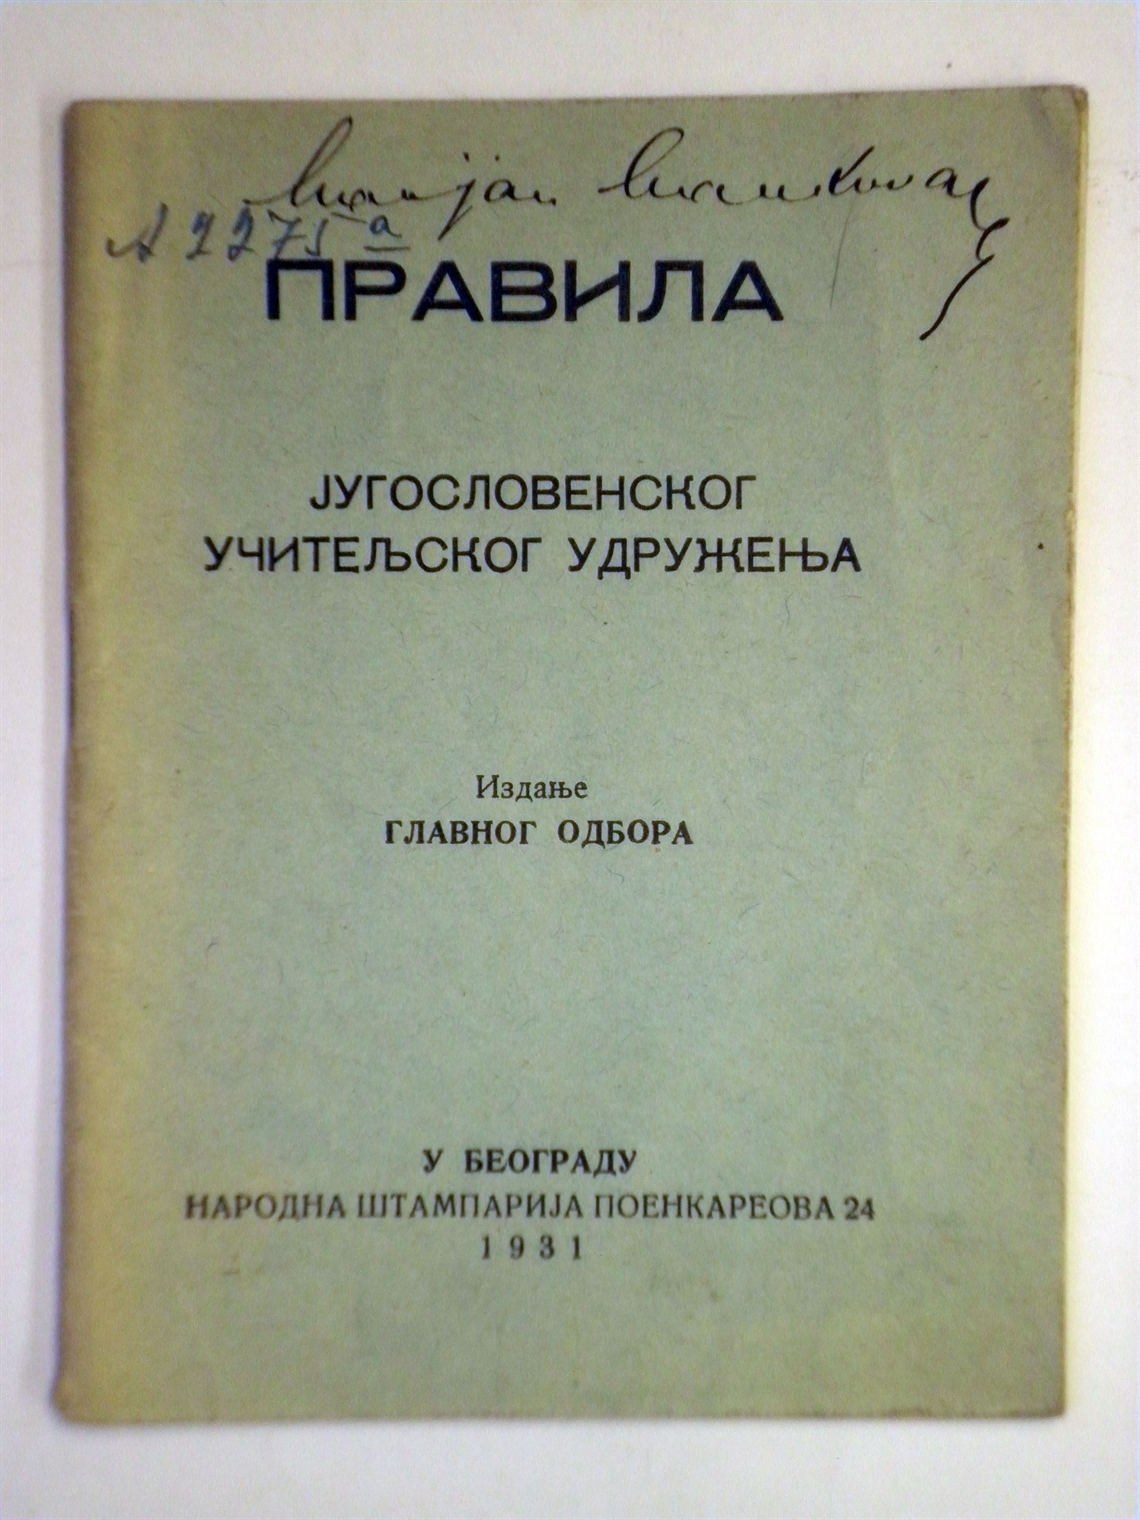 А 2275 а
ПРАВИЛА
ЈУГОСЛОВЕНСКОГ
УЧИТЕЉСКОГ УДРУЖЕЊА
Издање
ГЛАВНОГ ОДБОРА
У БЕОГРАДУ
НАРОДНА ШТАМПАРИЈА ПОЕНКАРЕОВА 24
1931